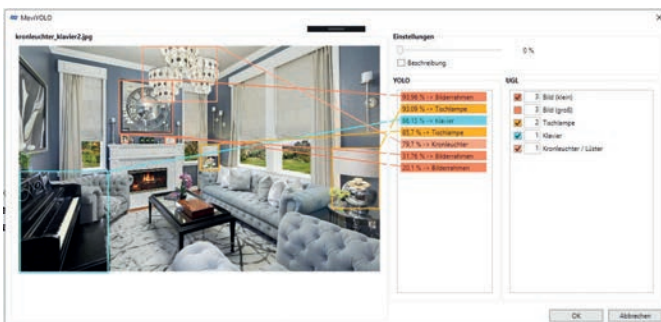 MoviYOLO
kronleuchter_klavier2.jpg
Einstellungen
0 %
Beschreibung
YOLO
UGL
93,98 % -> Bilderrahmen
93,09 % -> Tischlampe
86,13 % -> Klavier
85,7 % -> Tischlampe
79,7 % -> Kronleuchter
31,76 % -> Bilderrahmen
20,1 % -> Bilderrahmen
3 Bild (klein)
3 Bild (groß)
2 Tischlampe
1 Klavier
1 Kronleuchter / Lüster
OK
Abbrechen